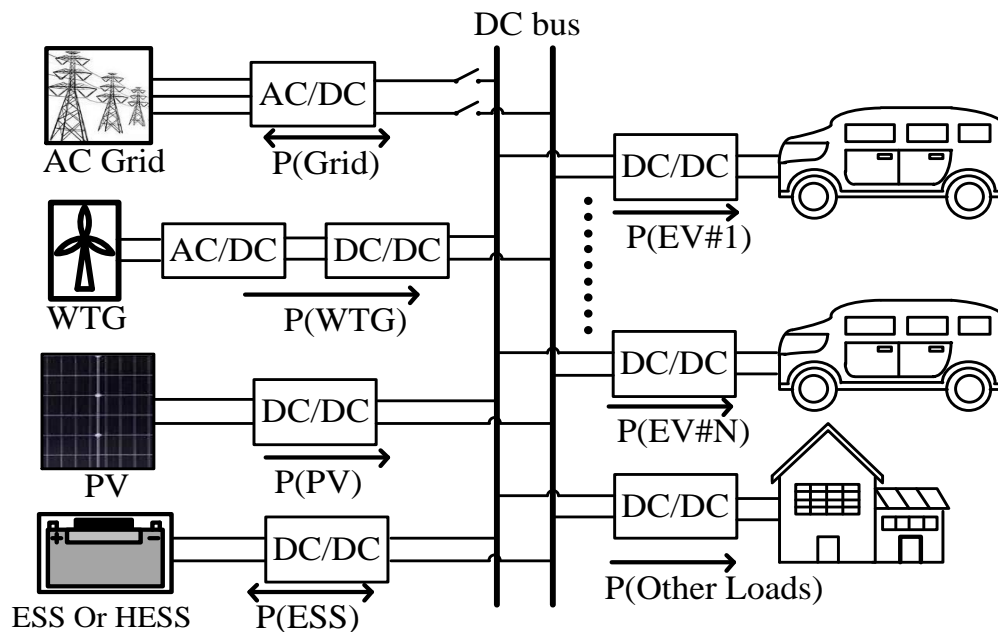 DC bus
AC/DC
AC Grid
P(Grid)
DC/DC
P(EV#1)
AC/DC
DC/DC
WTG
P(WTG)
DC/DC
P(EV#N)
DC/DC
PV
P(PV)
DC/DC
P(Other Loads)
+
-
DC/DC
ESS Or HESS
P(ESS)